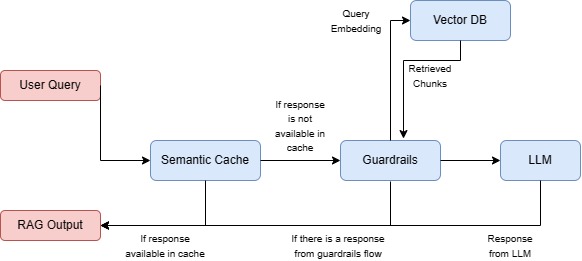 Query
Embedding
Vector DB
Retrieved
Chunks
User Query
If response
is not
available in
cache
Semantic Cache
Guardrails
LLM
RAG Output
If response
available in cache
If there is a response
from guardrails flow
Response
from LLM